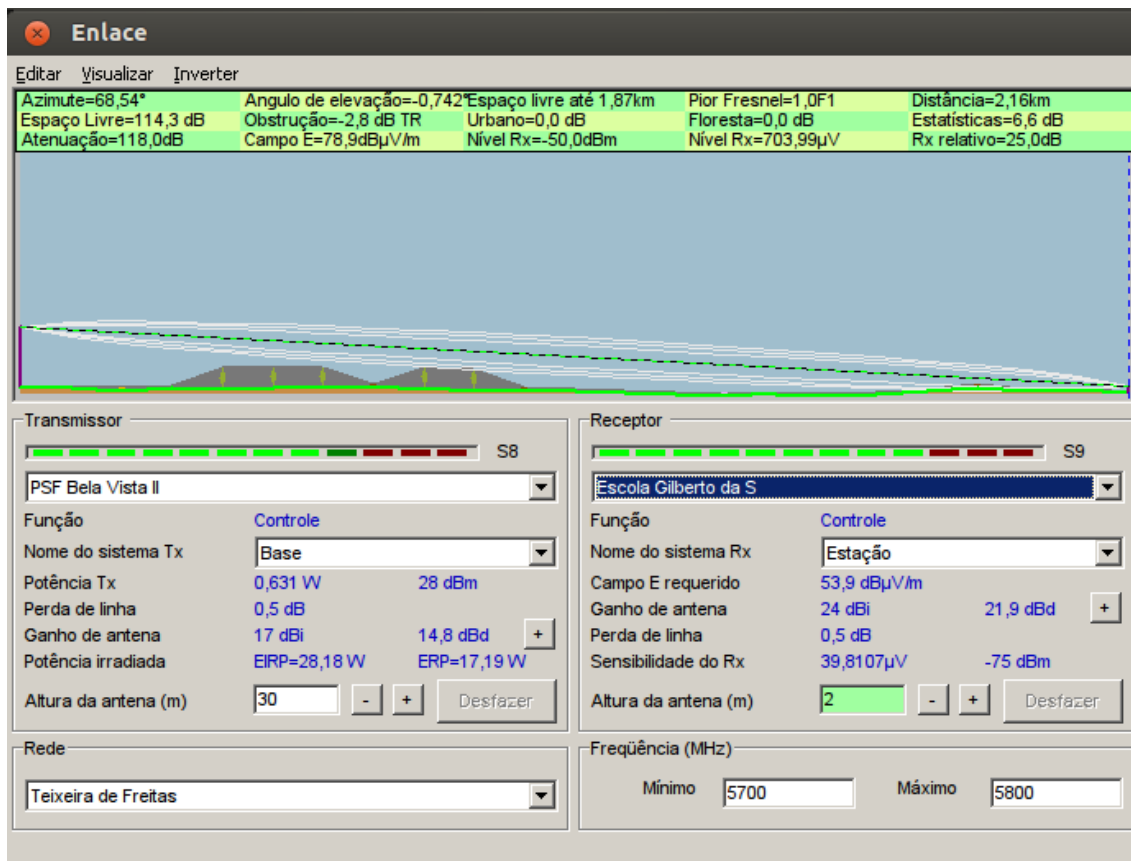 Enlace
Editar Visualizar Inverter
Azimute=68,54° Angulo de elevação=-0,742° Espaço livre até 1,87km Pior Fresnel=1,0F1 Distância=2,16km
Espaço Livre=114,3 dB Obstrução=-2,8 dB TR Urbano=0,0 dB Floresta=0,0 dB Estatísticas=6,6 dB
Atenuação=118,0dB Campo E=78,9dBµV/m Nível Rx=-50,0dBm Nível Rx=703,99µV Rx relativo=25,0dB
Transmissor
S8
PSF Bela Vista II
Função Controle
Nome do sistema Tx Base
Potência Tx 0,631 W 28 dBm
Perda de linha 0,5 dB
Ganho de antena 17 dBi 14,8 dBd +
Potência irradiada EIRP=28,18 W ERP=17,19 W
Altura da antena (m) 30 - + Desfazer
Receptor
S9
Escola Gilberto da S
Função Controle
Nome do sistema Rx Estação
Campo E requerido 53,9 dBµV/m
Ganho de antena 24 dBi 21,9 dBd +
Perda de linha 0,5 dB
Sensibilidade do Rx 39,8107µV -75 dBm
Altura da antena (m) 2 - + Desfazer
Rede
Teixeira de Freitas
Freqüência (MHz)
Mínimo 5700 Máximo 5800